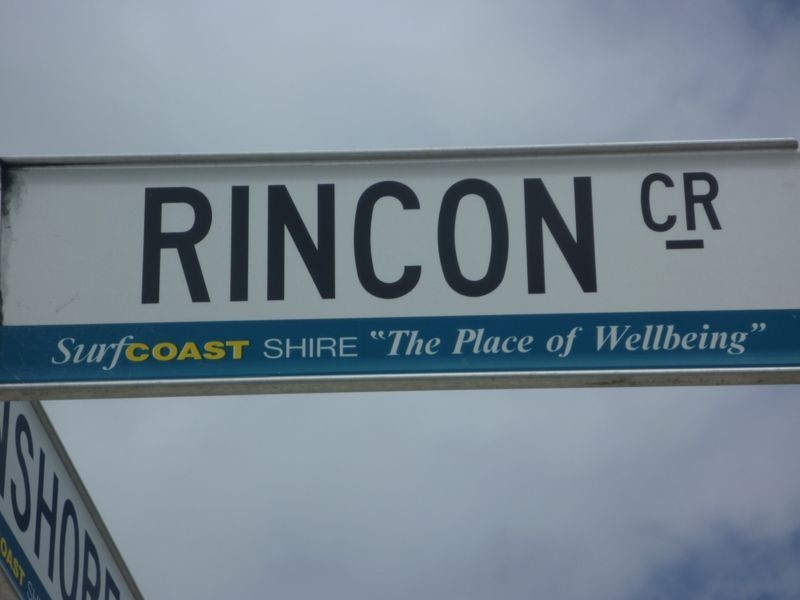 RINCON CR
SurfCOAST SHIRE "The Place of Wellbeing"